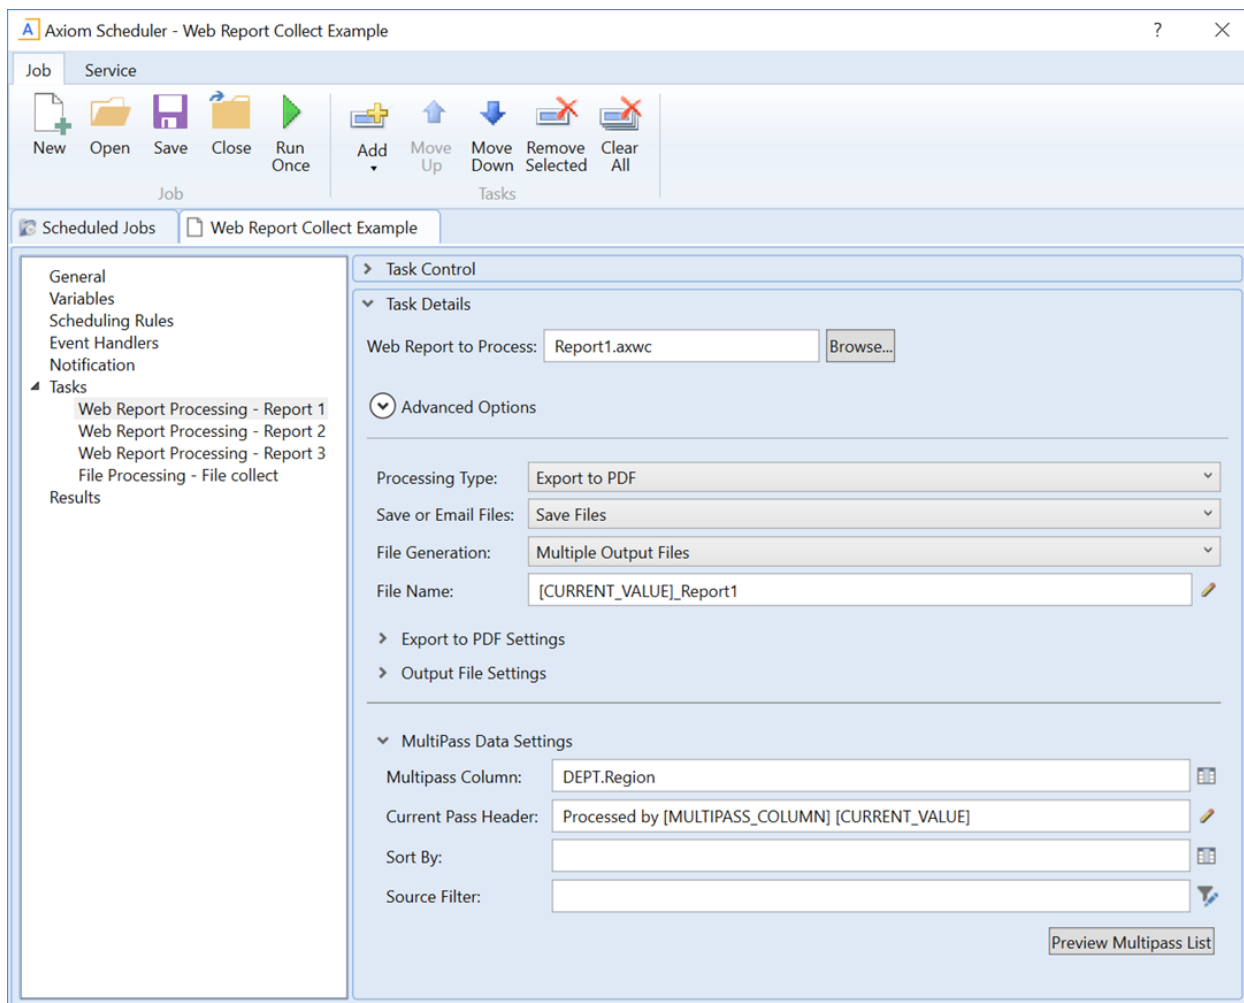 A Axiom Scheduler - Web Report Collect Example ?
Job Service
New Open Save Close Run Once Add Move Up Move Down Remove Selected Clear All
Job Tasks
Scheduled Jobs Web Report Collect Example
General
Variables
Scheduling Rules
Event Handlers
Notification
Tasks
Web Report Processing - Report 1
Web Report Processing - Report 2
Web Report Processing - Report 3
File Processing - File collect
Results
Task Control
Task Details
Web Report to Process: Report1.axwc Browse...
Advanced Options
Processing Type: Export to PDF
Save or Email Files: Save Files
File Generation: Multiple Output Files
File Name: [CURRENT_VALUE]_Report1
Export to PDF Settings
Output File Settings
MultiPass Data Settings
Multipass Column: DEPT.Region
Current Pass Header: Processed by [MULTIPASS_COLUMN] [CURRENT_VALUE]
Sort By:
Source Filter:
Preview Multipass List